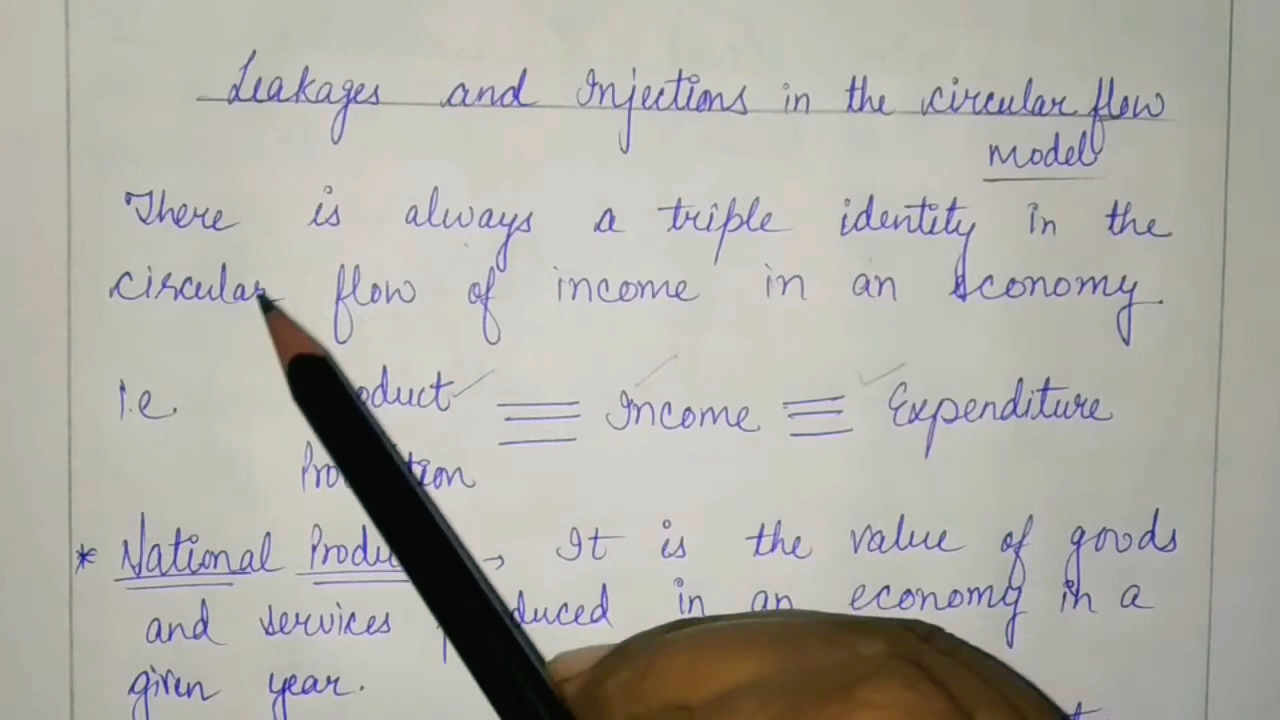 Leakages and Injections in the circular flow
Model
There is always a triple identity in the
circular flow of income in an economy.
i.e. oduct ≡ Income ≡ Expenditure
* National Produ → It is the value of goods
and services duced in an economy in a
given year.